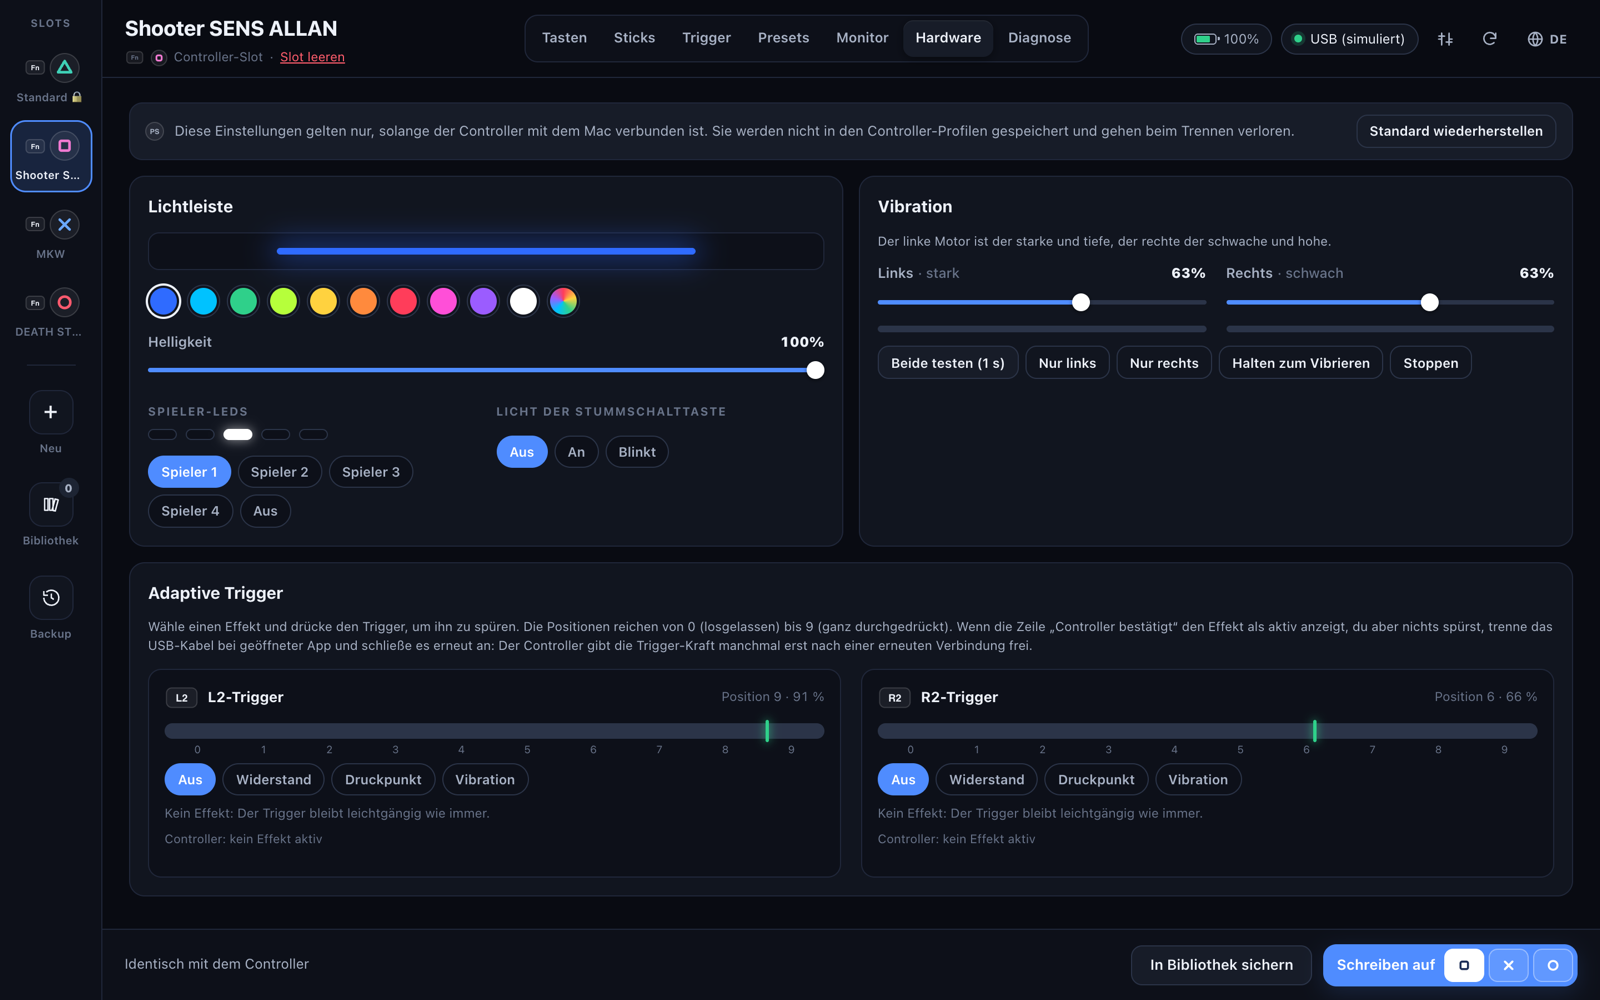 SLOTS
Fn
Standard
Fn
Shooter S...
Fn
MKW
Fn
DEATH ST...
Neu
0
Bibliothek
Backup
Shooter SENS ALLAN
Fn Controller-Slot · Slot leeren
Tasten Sticks Trigger Presets Monitor Hardware Diagnose
100% USB (simuliert) DE
PS Diese Einstellungen gelten nur, solange der Controller mit dem Mac verbunden ist. Sie werden nicht in den Controller-Profilen gespeichert und gehen beim Trennen verloren. Standard wiederherstellen
Lichtleiste
Helligkeit 100%
SPIELER-LEDS
Spieler 1 Spieler 2 Spieler 3
Spieler 4 Aus
LICHT DER STUMMSCHALTTASTE
Aus An Blinkt
Vibration
Der linke Motor ist der starke und tiefe, der rechte der schwache und hohe.
Links · stark 63% Rechts · schwach 63%
Beide testen (1 s) Nur links Nur rechts Halten zum Vibrieren Stoppen
Adaptive Trigger
Wähle einen Effekt und drücke den Trigger, um ihn zu spüren. Die Positionen reichen von 0 (losgelassen) bis 9 (ganz durchgedrückt). Wenn die Zeile „Controller bestätigt“ den Effekt als aktiv anzeigt, du aber nichts spürst, trenne das
USB-Kabel bei geöffneter App und schließe es erneut an: Der Controller gibt die Trigger-Kraft manchmal erst nach einer erneuten Verbindung frei.
L2 L2-Trigger Position 9 · 91 %
0 1 2 3 4 5 6 7 8 9
Aus Widerstand Druckpunkt Vibration
Kein Effekt: Der Trigger bleibt leichtgängig wie immer.
Controller: kein Effekt aktiv
R2 R2-Trigger Position 6 · 66 %
0 1 2 3 4 5 6 7 8 9
Aus Widerstand Druckpunkt Vibration
Kein Effekt: Der Trigger bleibt leichtgängig wie immer.
Controller: kein Effekt aktiv
Identisch mit dem Controller
In Bibliothek sichern
Schreiben auf